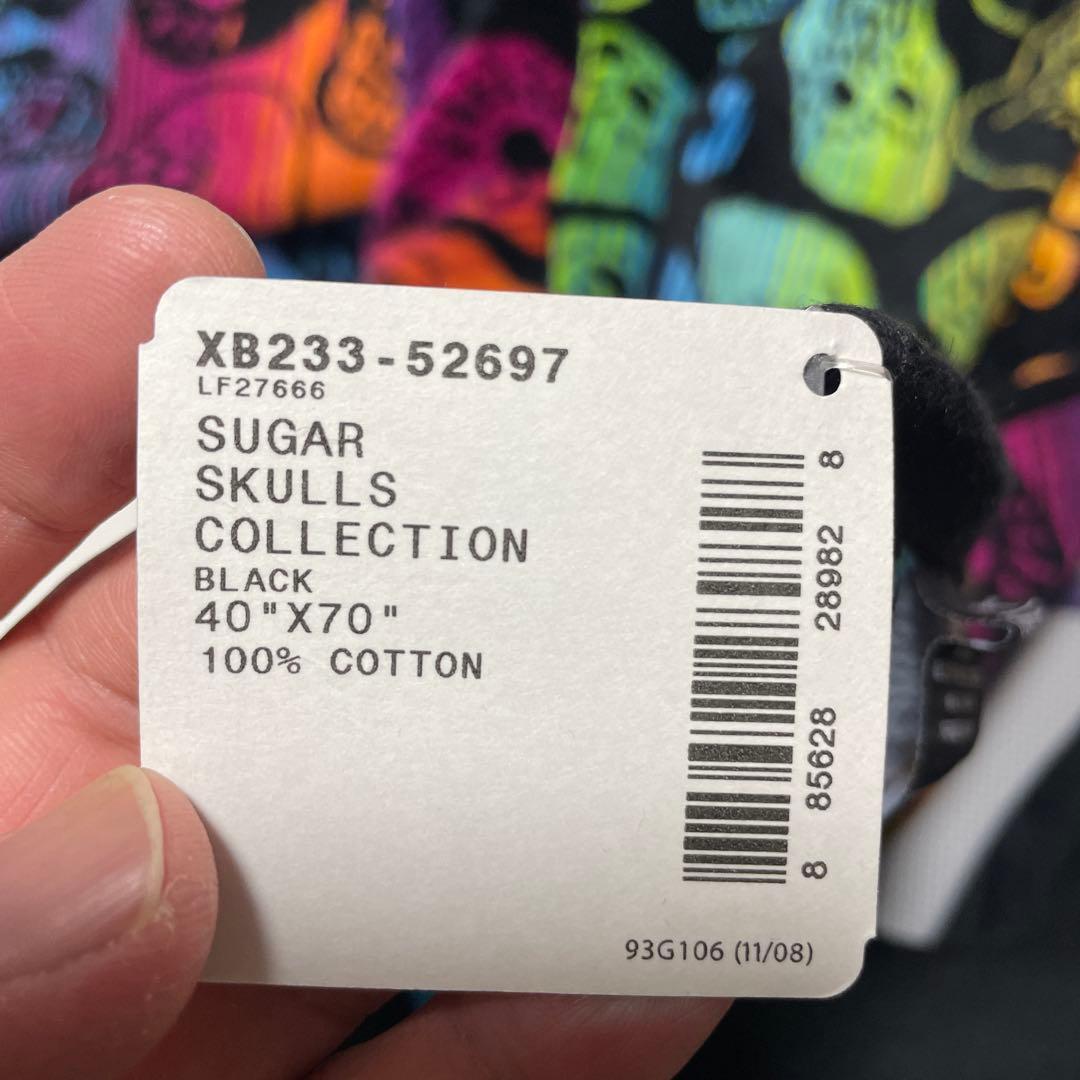 XB233-52697
LF27666
SUGAR
SKULLS
COLLECTION
BLACK
40"X70"
100% COTTON
8 85628 28982 8
93G106 (11/08)